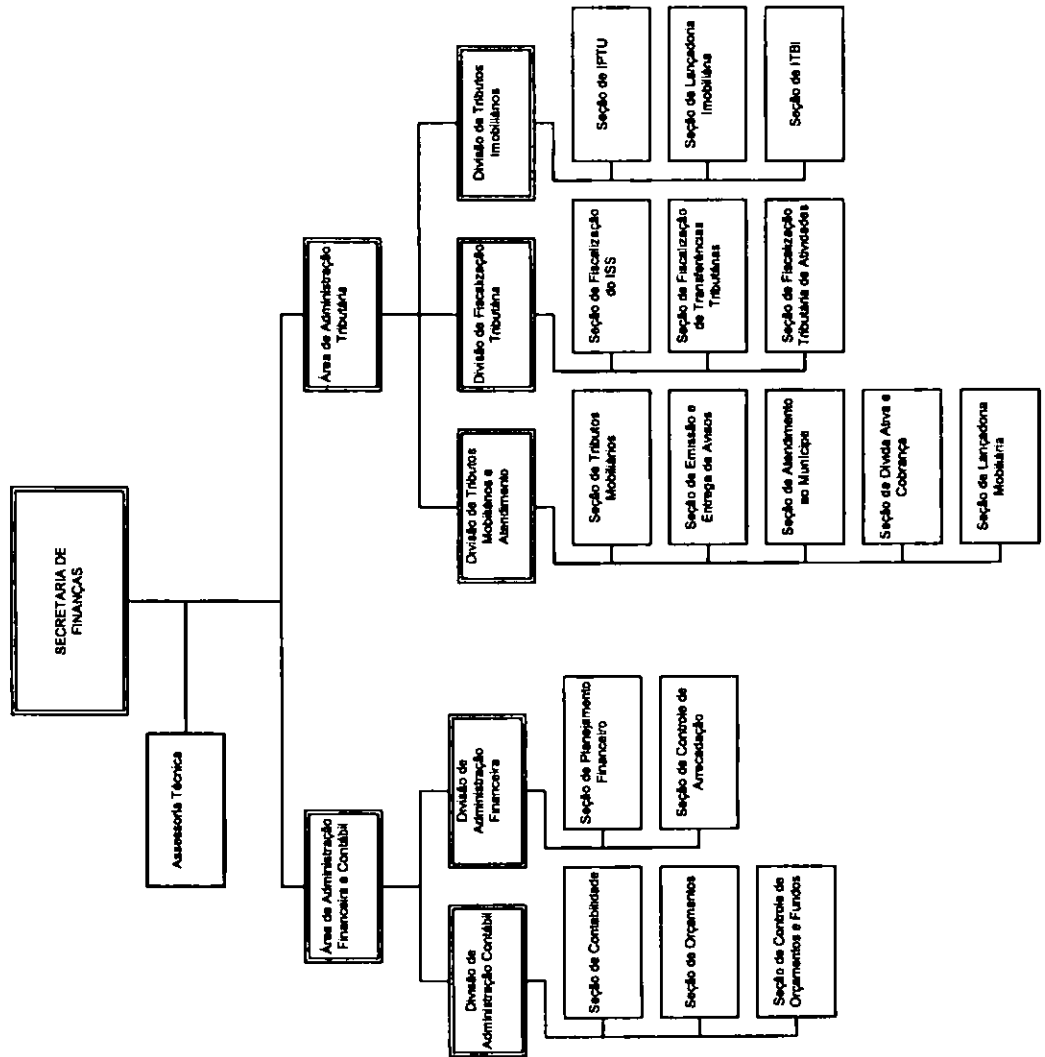 SECRETARIA DE
FINANÇAS
Assessoria Técnica
Área de Administração
Financeira e Contábil
Área de Administração
Tributária
Divisão de
Administração Contábil
Divisão de
Administração
Financeira
Divisão de Tributos
Mobiliários e
Atendimento
Divisão de Fiscalização
Tributária
Divisão de Tributos
Imobiliários
Seção de Contabilidade
Seção de Orçamentos
Seção de Controle de
Orçamentos e Fundos
Seção de Planejamento
Financeiro
Seção de Controle de
Arrecadação
Seção de Tributos
Mobiliários
Seção de Emissão e
Entrega de Avisos
Seção de Atendimento
ao Munícipe
Seção de Dívida Ativa e
Cobrança
Seção de Lançadoria
Mobiliária
Seção de Fiscalização
do ISS
Seção de Fiscalização
de Transferências
Tributárias
Seção de Fiscalização
Tributária de Atividades
Seção de IPTU
Seção de Lançadoria
Imobiliária
Seção de ITBI